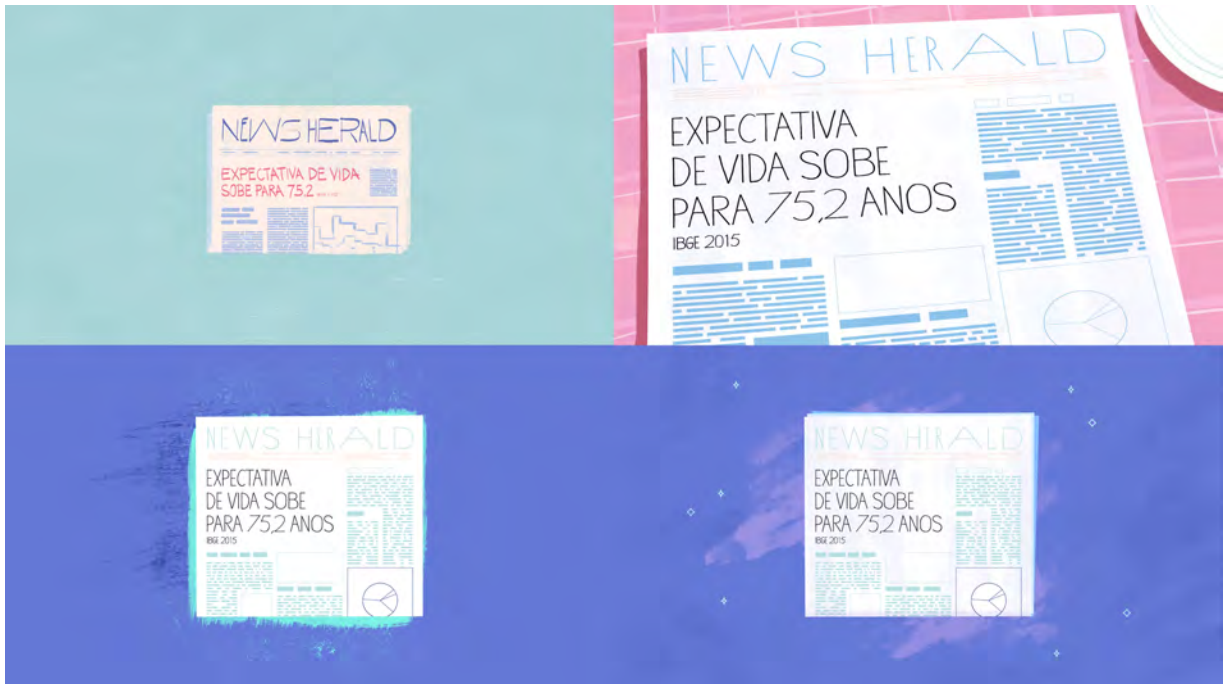 NEWS HERALD
EXPECTATIVA DE VIDA
SOBE PARA 75,2
NEWS HERALD
EXPECTATIVA
DE VIDA SOBE
PARA 75,2 ANOS
IBGE 2015
NEWS HERALD
EXPECTATIVA
DE VIDA SOBE
PARA 75,2 ANOS
IBGE 2015
NEWS HERALD
EXPECTATIVA
DE VIDA SOBE
PARA 75,2 ANOS
IBGE 2015